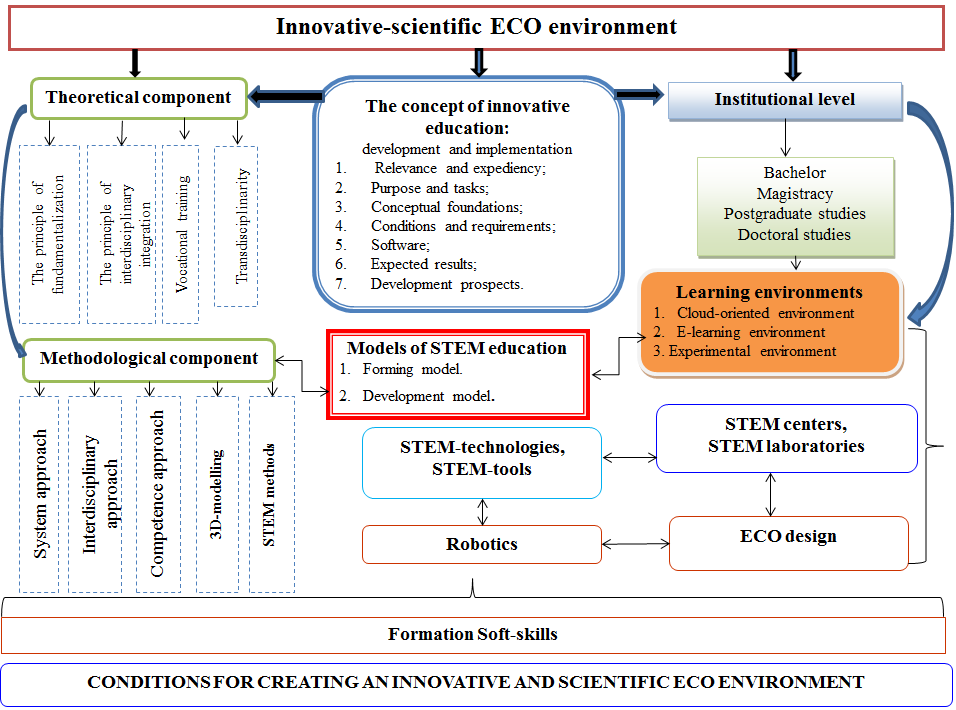 Innovative-scientific ECO environment
Theoretical component
The principle of
fundamentalization
The principle of
interdisciplinary
integration
Vocational training
Transdisciplinarity
The concept of innovative
education:
development and implementation
1. Relevance and expediency;
2. Purpose and tasks;
3. Conceptual foundations;
4. Conditions and requirements;
5. Software;
6. Expected results;
7. Development prospects.
Institutional level
Bachelor
Magistracy
Postgraduate studies
Doctoral studies
Learning environments
1. Cloud-oriented environment
2. E-learning environment
3. Experimental environment
Methodological component
System approach
Interdisciplinary
approach
Competence approach
3D-modelling
STEM methods
Models of STEM education
1. Forming model.
2. Development model.
STEM-technologies,
STEM-tools
STEM centers,
STEM laboratories
Robotics
ECO design
Formation Soft-skills
CONDITIONS FOR CREATING AN INNOVATIVE AND SCIENTIFIC ECO ENVIRONMENT